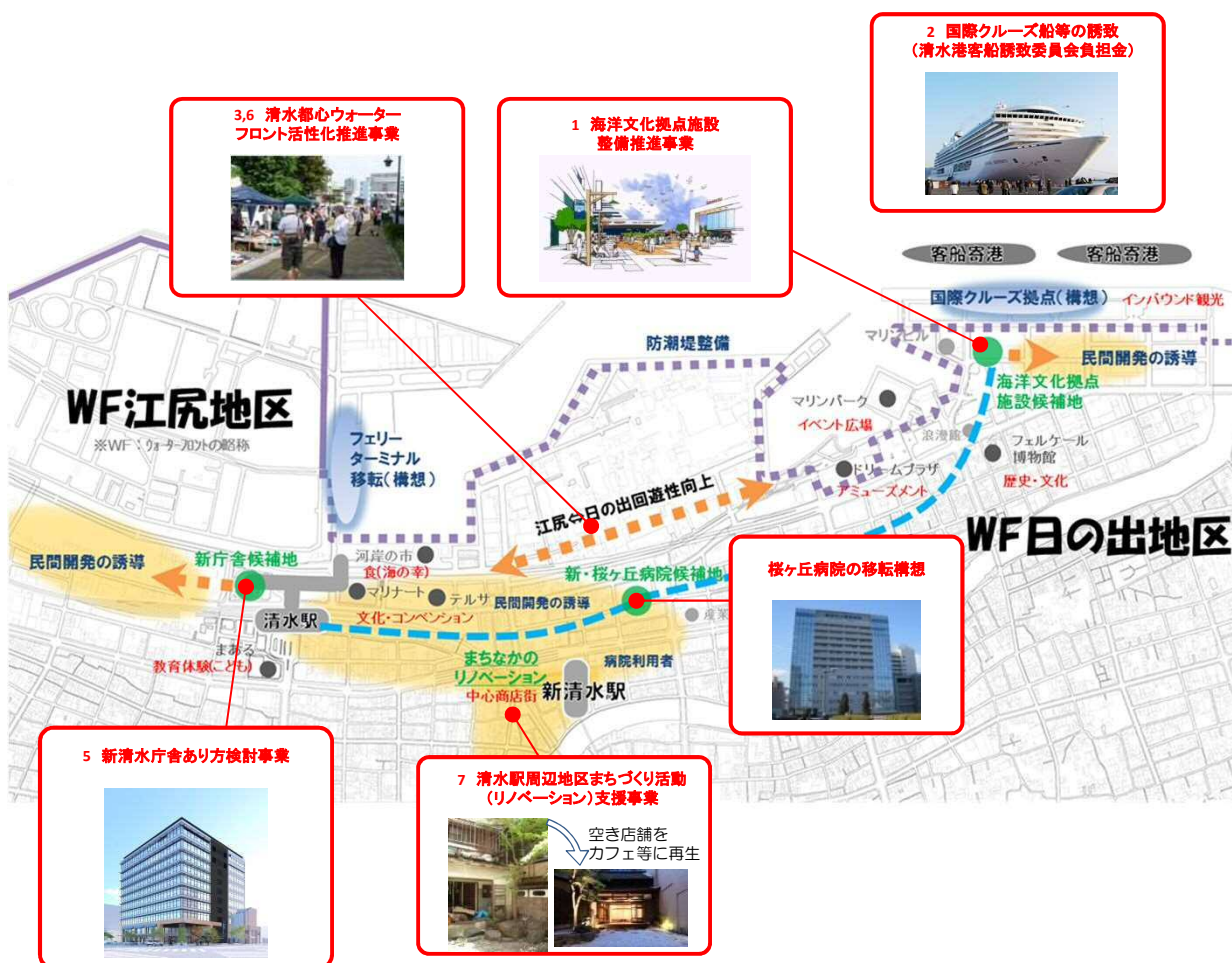 2 国際クルーズ船等の誘致
(清水港客船誘致委員会負担金)
3,6 清水都心ウォーター
フロント活性化推進事業
1 海洋文化拠点施設
整備推進事業
客船寄港
客船寄港
国際クルーズ拠点(構想)
インバウンド観光
防潮堤整備
マリンビル
民間開発の誘導
海洋文化拠点
施設候補地
WF江尻地区
※WF:ウォーターフロントの略称
マリンパーク
イベント広場
浪漫館
フェルケール
博物館
歴史・文化
フェリー
ターミナル
移転(構想)
ドリームプラザ
アミューズメント
江尻⇔日の出回遊性向上
WF日の出地区
民間開発の誘導
新庁舎候補地
河岸の市
食(海の幸)
新・桜ヶ丘病院候補地
マリナート
テルサ
民間開発の誘導
文化・コンベンション
清水駅
まぁる
教育体験(こども)
まちなかの
リノベーション
中心商店街
病院利用者
新清水駅
桜ヶ丘病院の移転構想
5 新清水庁舎あり方検討事業
7 清水駅周辺地区まちづくり活動
(リノベーション)支援事業
空き店舗を
カフェ等に再生